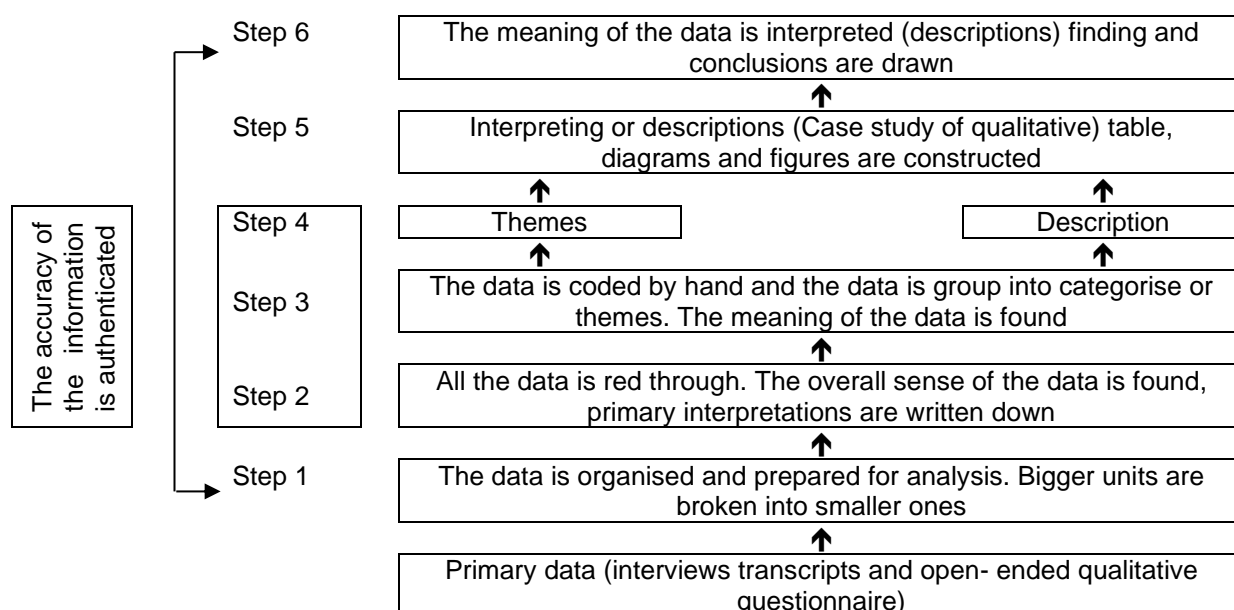 Step 6
The meaning of the data is interpreted (descriptions) finding and
conclusions are drawn
Step 5
Interpreting or descriptions (Case study of qualitative) table,
diagrams and figures are constructed
The accuracy of
the information
is authenticated
Step 4
Themes
Description
Step 3
The data is coded by hand and the data is group into categorise or
themes. The meaning of the data is found
Step 2
All the data is red through. The overall sense of the data is found,
primary interpretations are written down
Step 1
The data is organised and prepared for analysis. Bigger units are
broken into smaller ones
Primary data (interviews transcripts and open- ended qualitative
questionnaire)